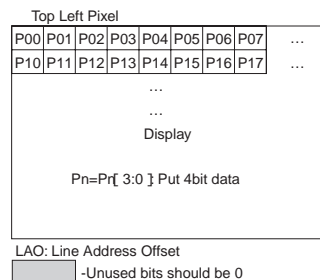 Top Left Pixel
P00 P01 P02 P03 P04 P05 P06 P07 …
P10 P11 P12 P13 P14 P15 P16 P17 …
…
…
Display
Pn=Pn[ 3:0 ] Put 4bit data
LAO: Line Address Offset
-Unused bits should be 0